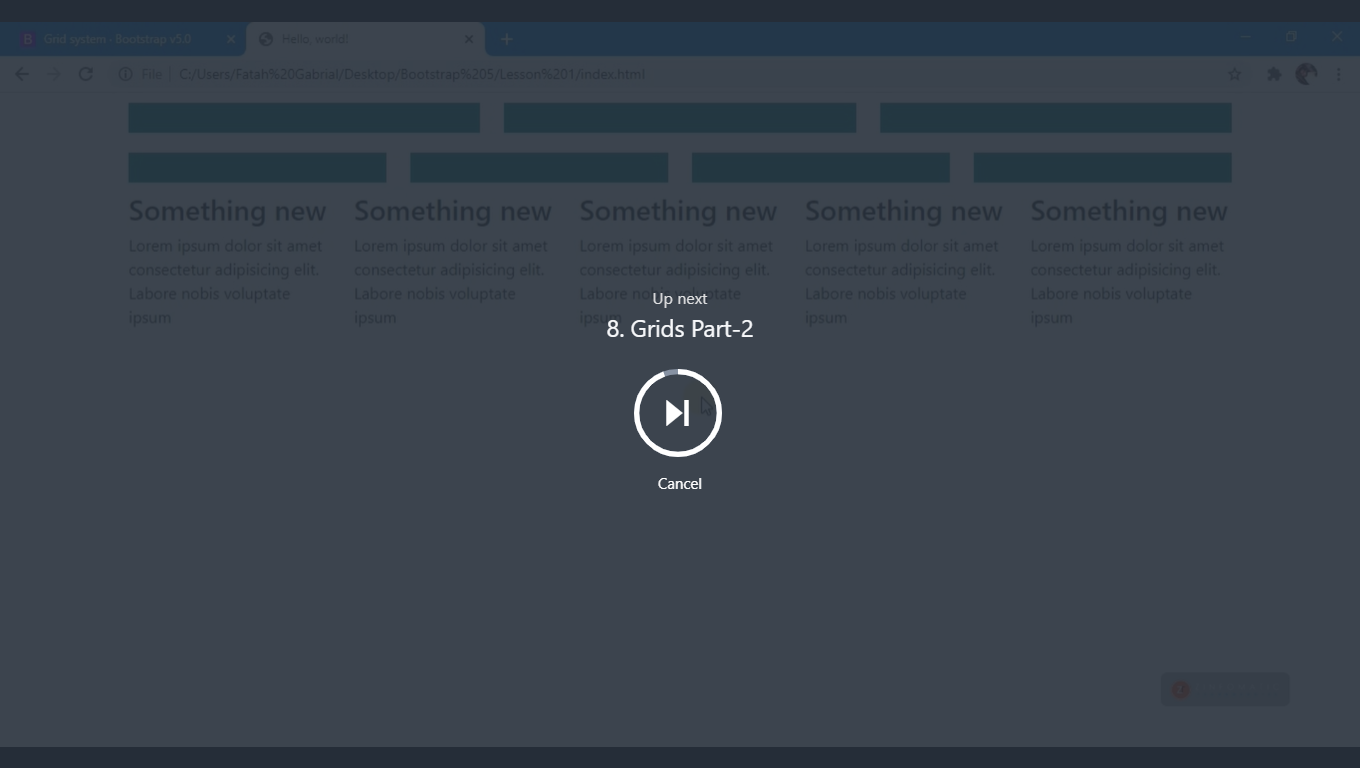 Grid system · Bootstrap v5.0
Hello, world!
File
C:/Users/Fatah%20Gabrial/Desktop/Bootstrap%205/Lesson%201/index.html
Something new Something new Something new Something new Something new
Lorem ipsum dolor sit amet Lorem ipsum dolor sit amet Lorem ipsum dolor sit amet Lorem ipsum dolor sit amet Lorem ipsum dolor sit amet
consectetur adipisicing elit. consectetur adipisicing elit. consectetur adipisicing elit. consectetur adipisicing elit. consectetur adipisicing elit.
Labore nobis voluptate Labore nobis voluptate Labore nobis voluptate Labore nobis voluptate Labore nobis voluptate
ipsum ipsum ipsum ipsum ipsum
Up next
8. Grids Part-2
Cancel